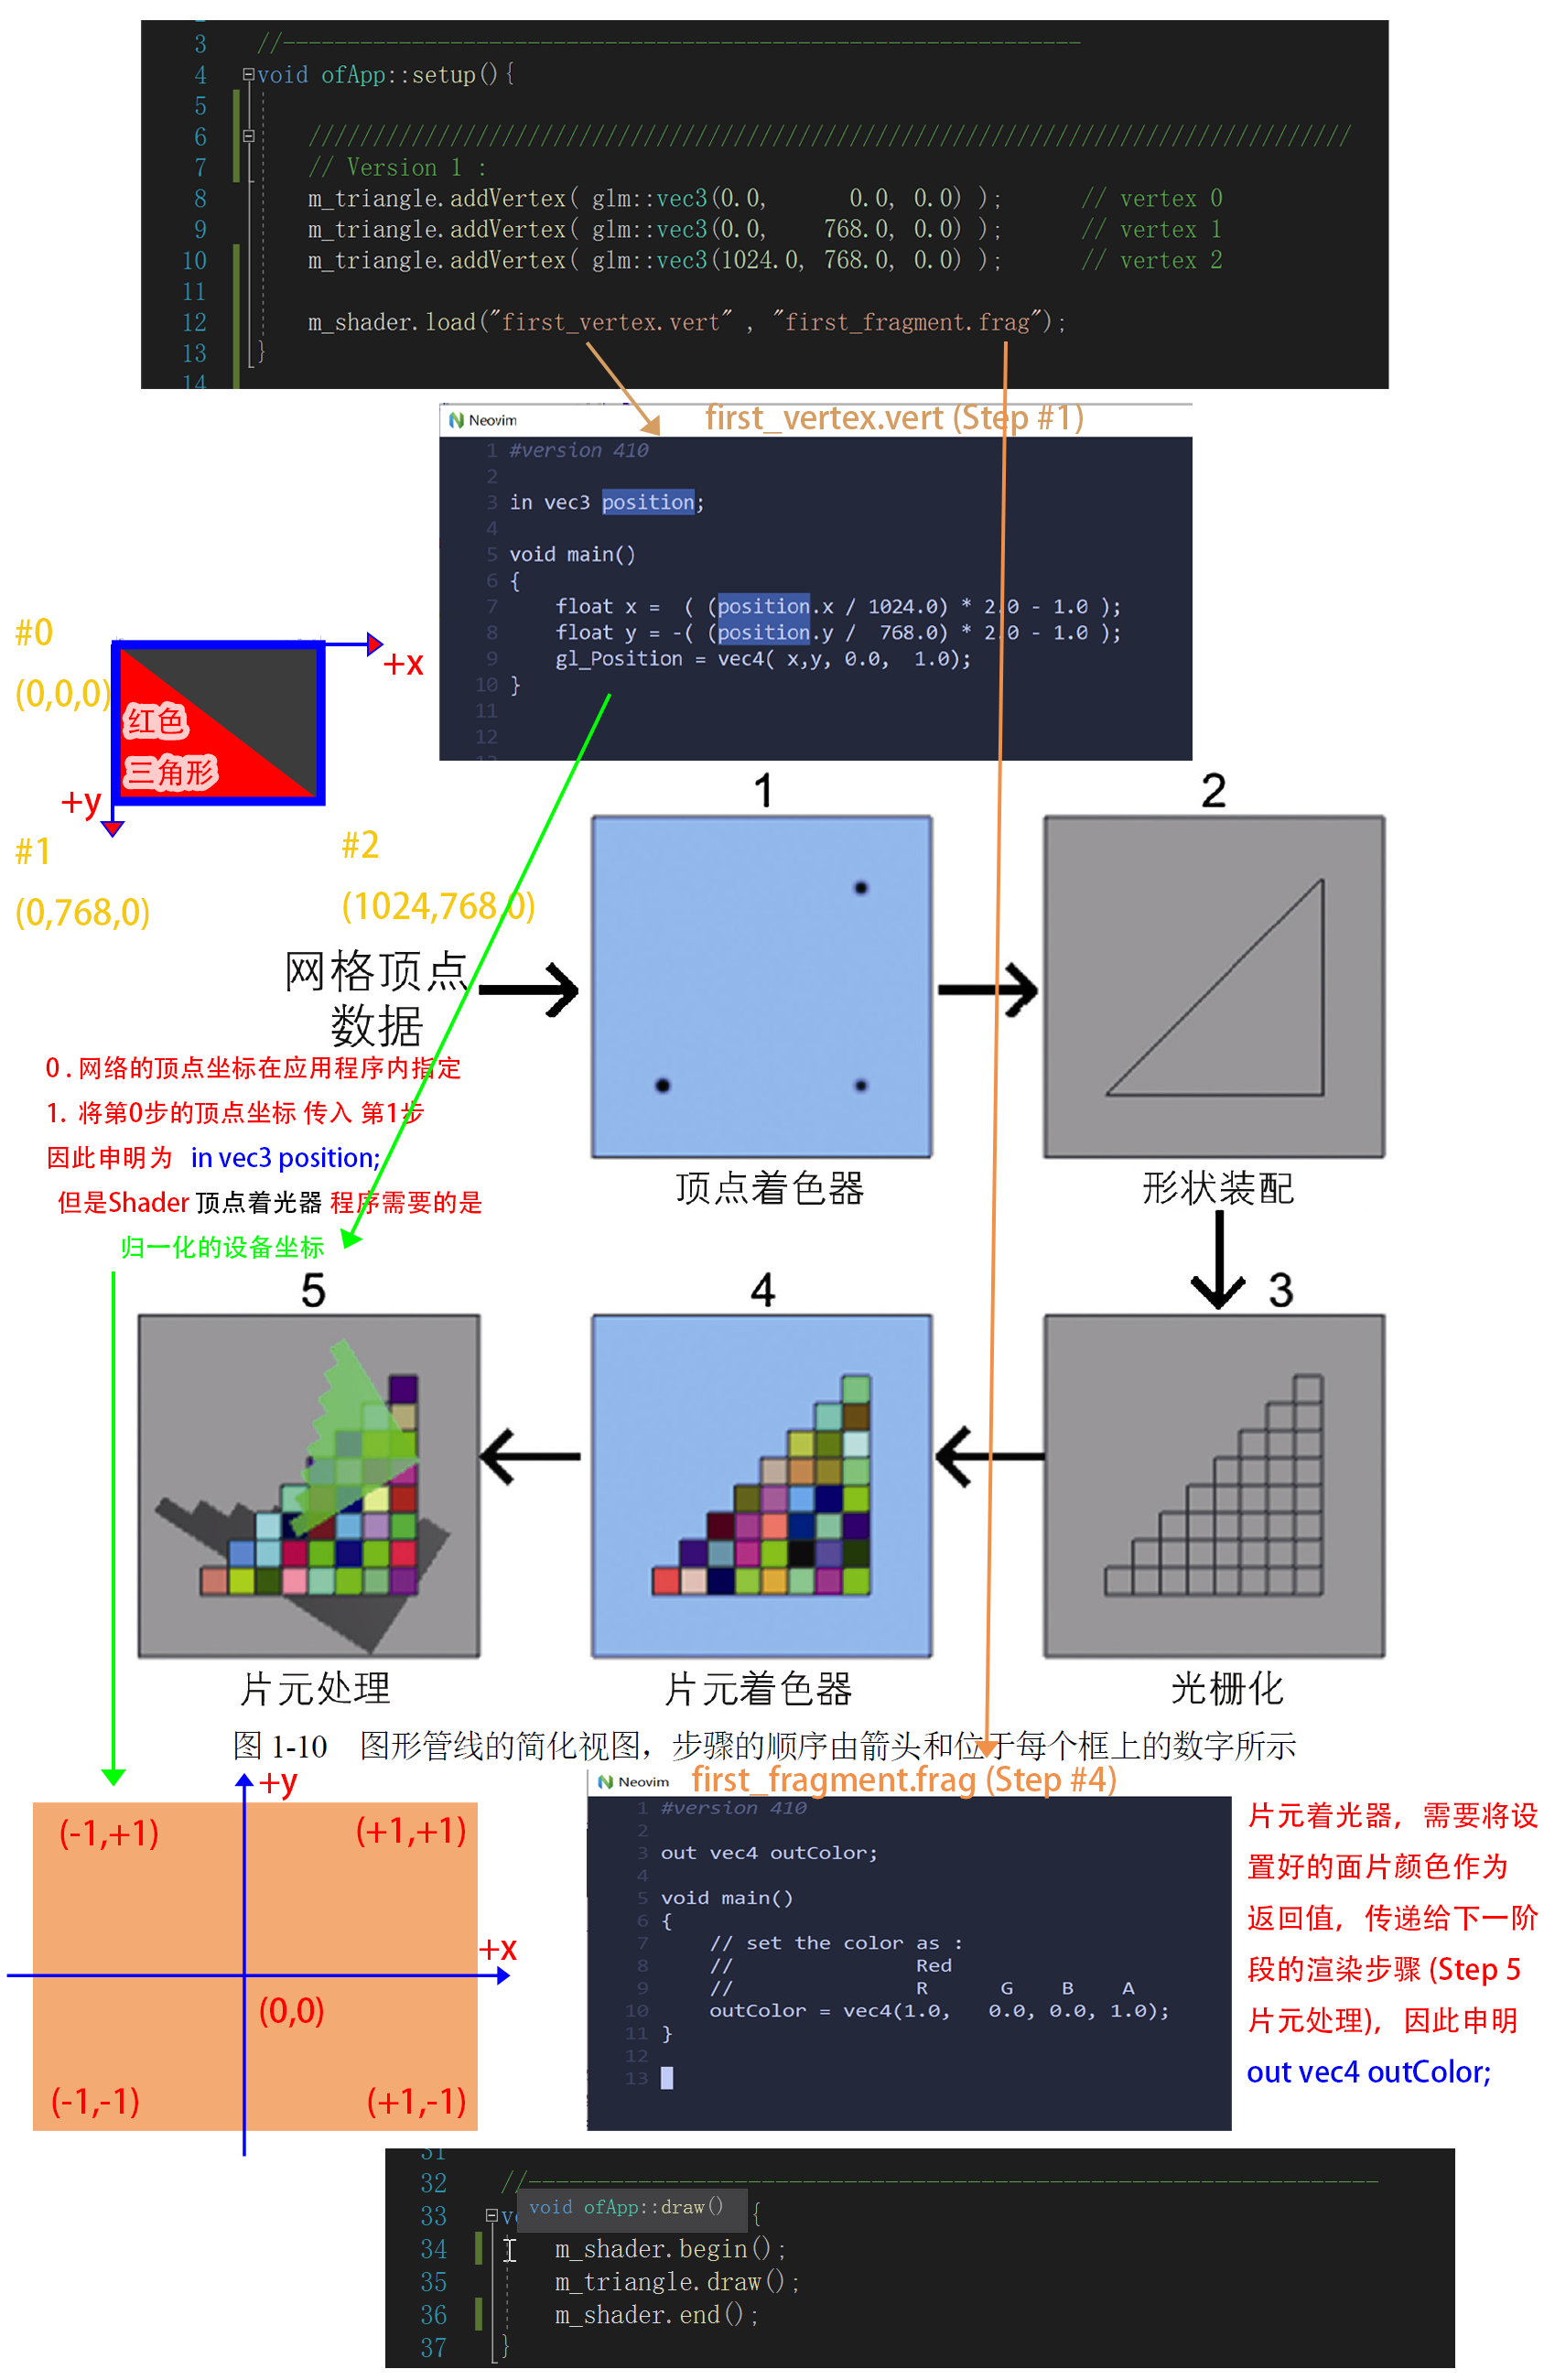 3 //--------------------------------------------------------------
4 void ofApp::setup(){
5
6 /////////////////////////////////////////////////////////////////////////////////
7 // Version 1 :
8 m_triangle.addVertex( glm::vec3(0.0, 0.0, 0.0) ); // vertex 0
9 m_triangle.addVertex( glm::vec3(0.0, 768.0, 0.0) ); // vertex 1
10 m_triangle.addVertex( glm::vec3(1024.0, 768.0, 0.0) ); // vertex 2
11
12 m_shader.load("first_vertex.vert" , "first_fragment.frag");
13 }
14
Neovim
first_vertex.vert (Step #1)
1 #version 410
2
3 in vec3 position;
4
5 void main()
6 {
7 float x = ( (position.x / 1024.0) * 2.0 - 1.0 );
8 float y = -( (position.y / 768.0) * 2.0 - 1.0 );
9 gl_Position = vec4( x,y, 0.0, 1.0);
10 }
11
12
#0
(0,0,0)
+x
红色
三角形
+y
#1
(0,768,0)
#2
(1024,768,0)
1
2
网格顶点
数据
顶点着色器
形状装配
0 . 网络的顶点坐标在应用程序内指定
1. 将第0步的顶点坐标 传入 第1步
因此申明为 in vec3 position;
但是Shader 顶点着光器 程序需要的是
归一化的设备坐标
5
4
3
片元处理
片元着色器
光栅化
图 1-10 图形管线的简化视图，步骤的顺序由箭头和位于每个框上的数字所示
+y
(-1,+1)
(+1,+1)
+x
(0,0)
(-1,-1)
(+1,-1)
Neovim
first_fragment.frag (Step #4)
1 #version 410
2
3 out vec4 outColor;
4
5 void main()
6 {
7 // set the color as :
8 // Red
9 // R G B A
10 outColor = vec4(1.0, 0.0, 0.0, 1.0);
11 }
12
13
片元着光器，需要将设
置好的面片颜色作为
返回值，传递给下一阶
段的渲染步骤 (Step 5
片元处理)，因此申明
out vec4 outColor;
31
32 //--------------------------------------------------------------
33 v
void ofApp::draw()
{
34 m_shader.begin();
35 m_triangle.draw();
36 m_shader.end();
37 }